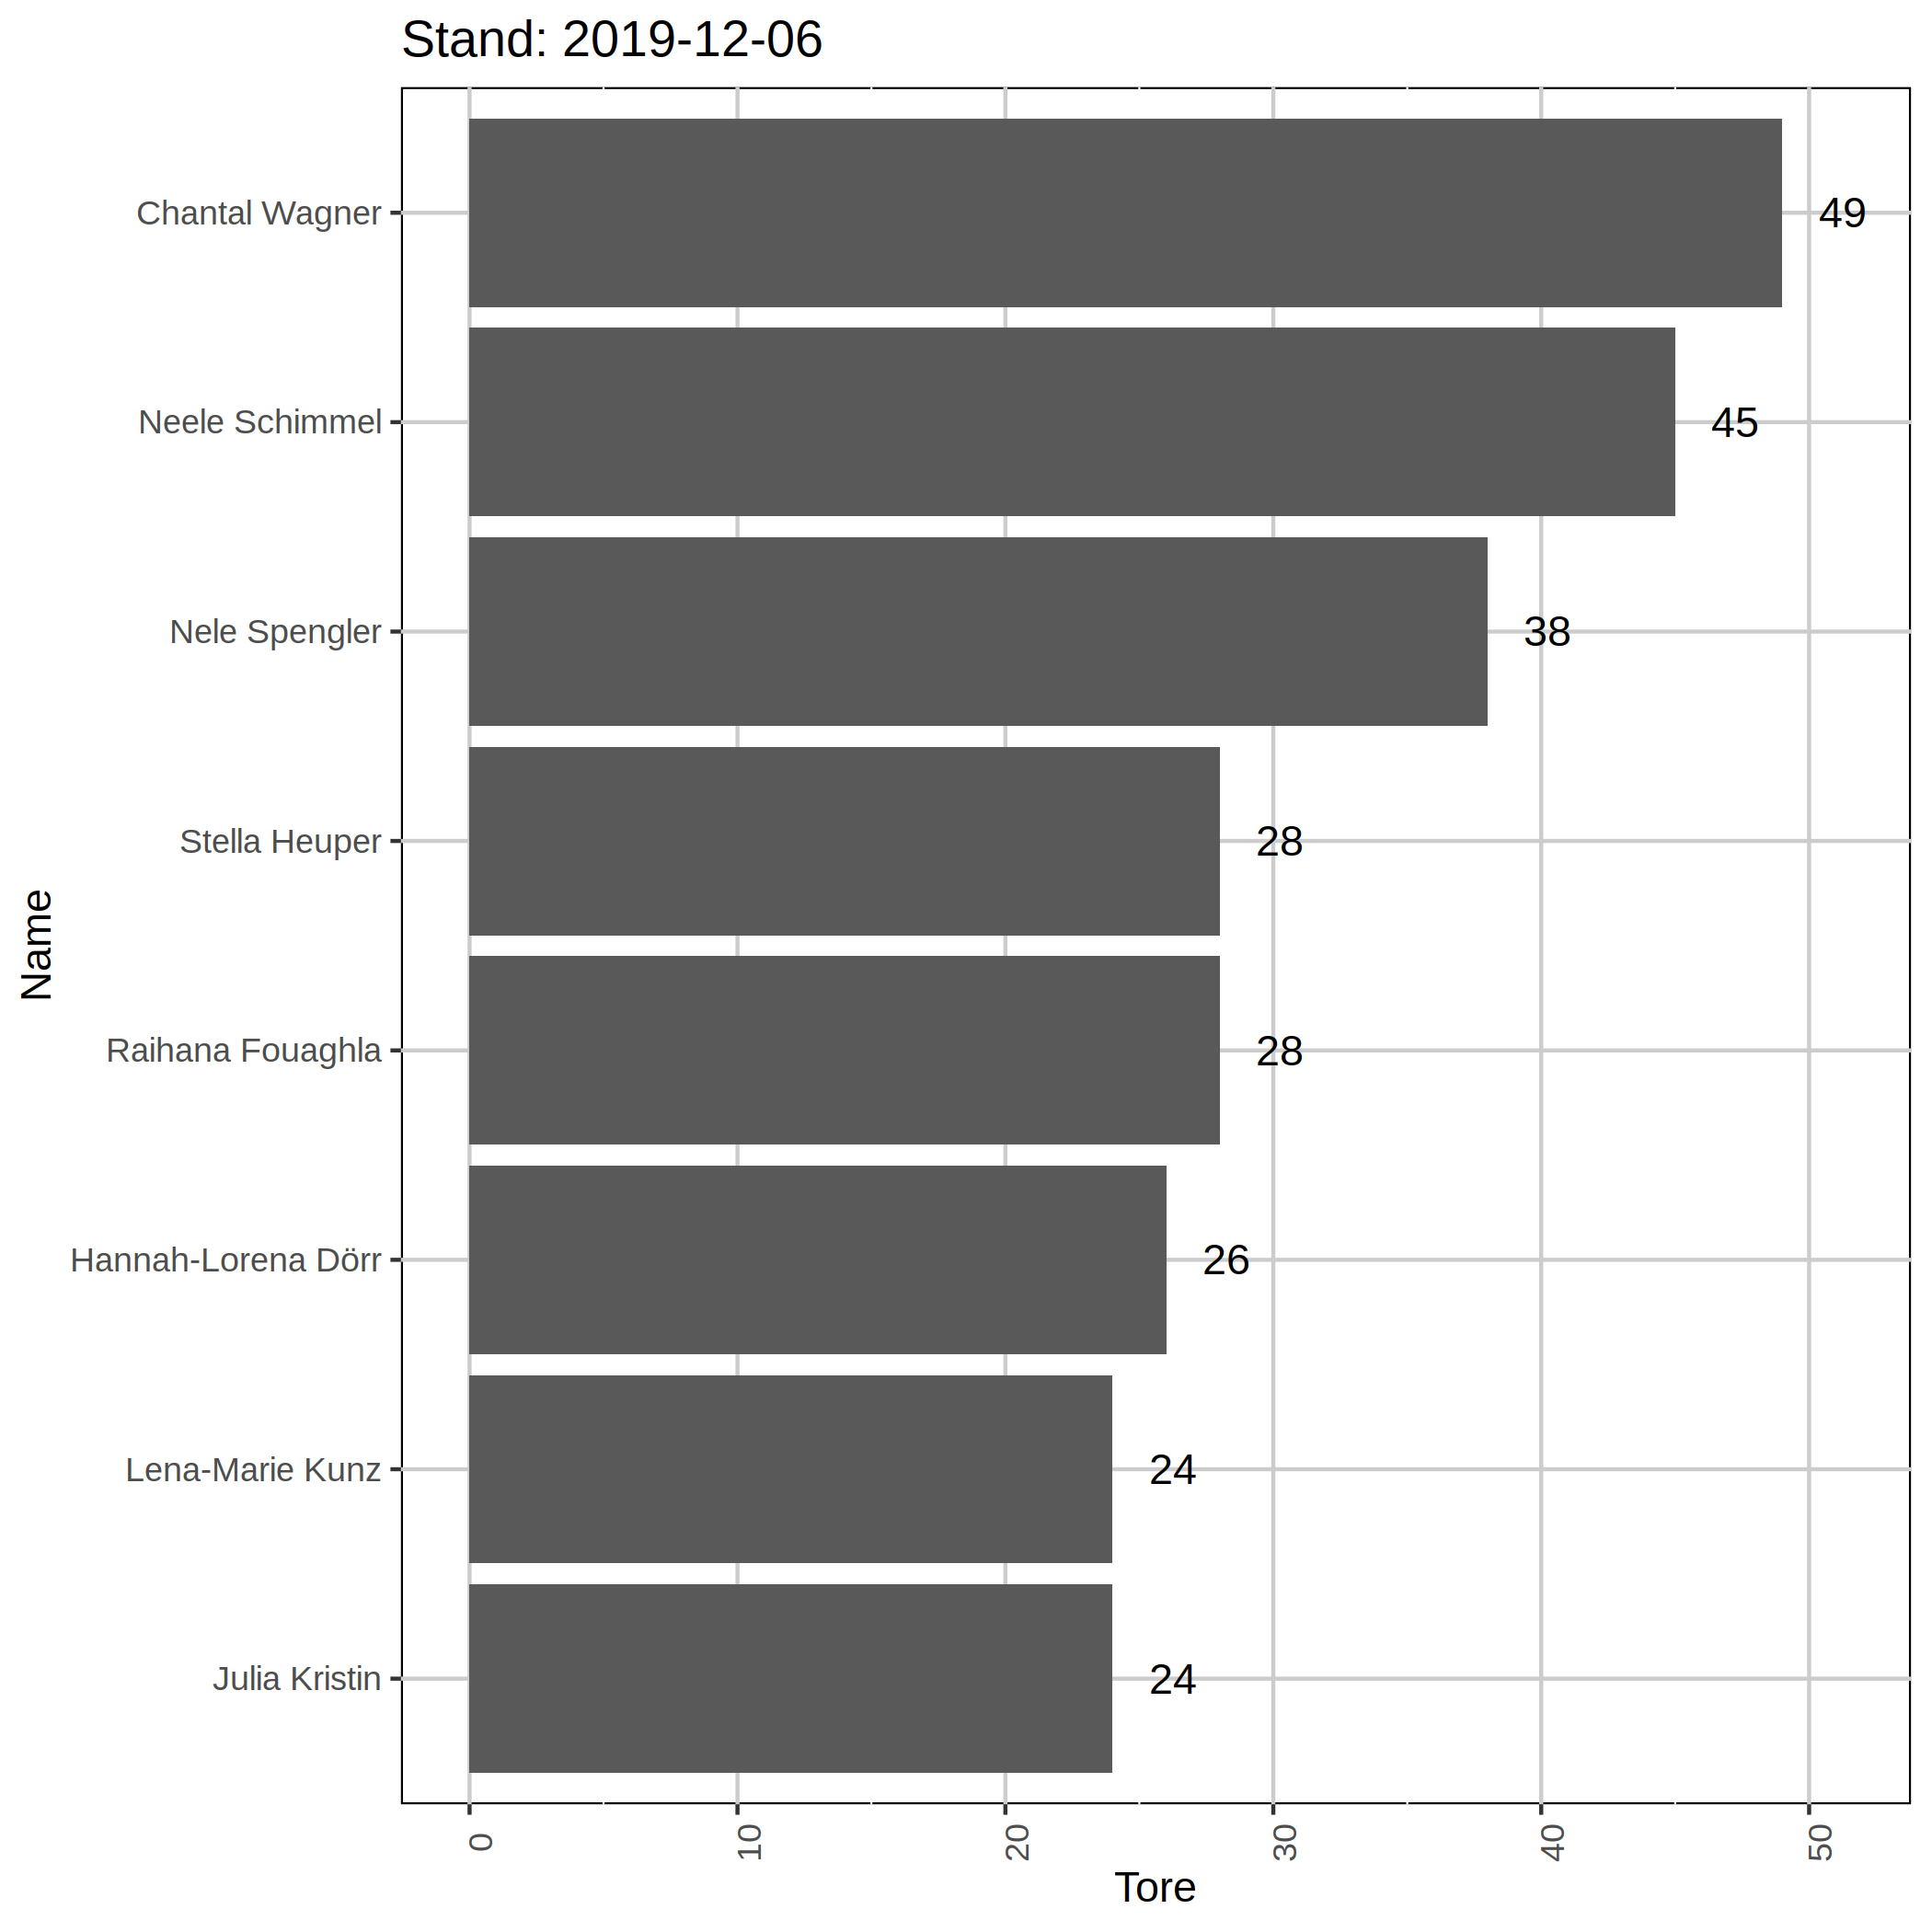 Stand: 2019-12-06
Chantal Wagner 49
Neele Schimmel 45
Nele Spengler 38
Stella Heuper 28
Raihana Fouaghla 28
Hannah-Lorena Dörr 26
Lena-Marie Kunz 24
Julia Kristin 24
Name
0 10 20 30 40 50
Tore